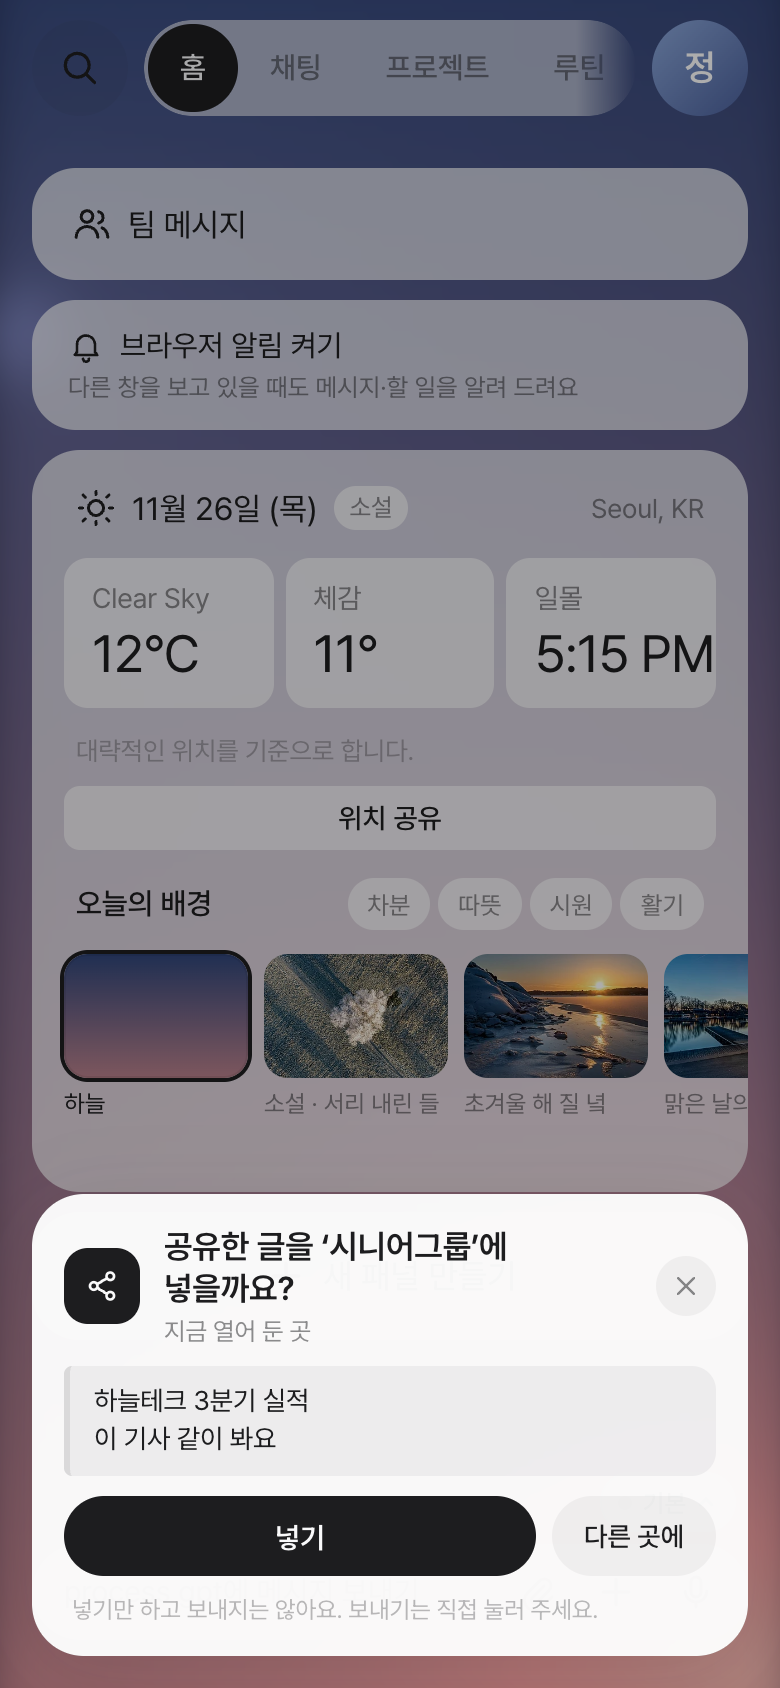 홈
채팅
프로젝트
루틴
정
팀 메시지
브라우저 알림 켜기
다른 창을 보고 있을 때도 메시지·할 일을 알려 드려요
11월 26일 (목)
소설
Seoul, KR
Clear Sky
체감
일몰
12°C
11°
5:15 PM
대략적인 위치를 기준으로 합니다.
위치 공유
오늘의 배경
차분
따뜻
시원
활기
하늘
소설 · 서리 내린 들
초겨울 해 질 녘
맑은 날의
공유한 글을 ‘시니어그룹’에
넣을까요?
지금 열어 둔 곳
하늘테크 3분기 실적
이 기사 같이 봐요
넣기
다른 곳에
넣기만 하고 보내지는 않아요. 보내기는 직접 눌러 주세요.